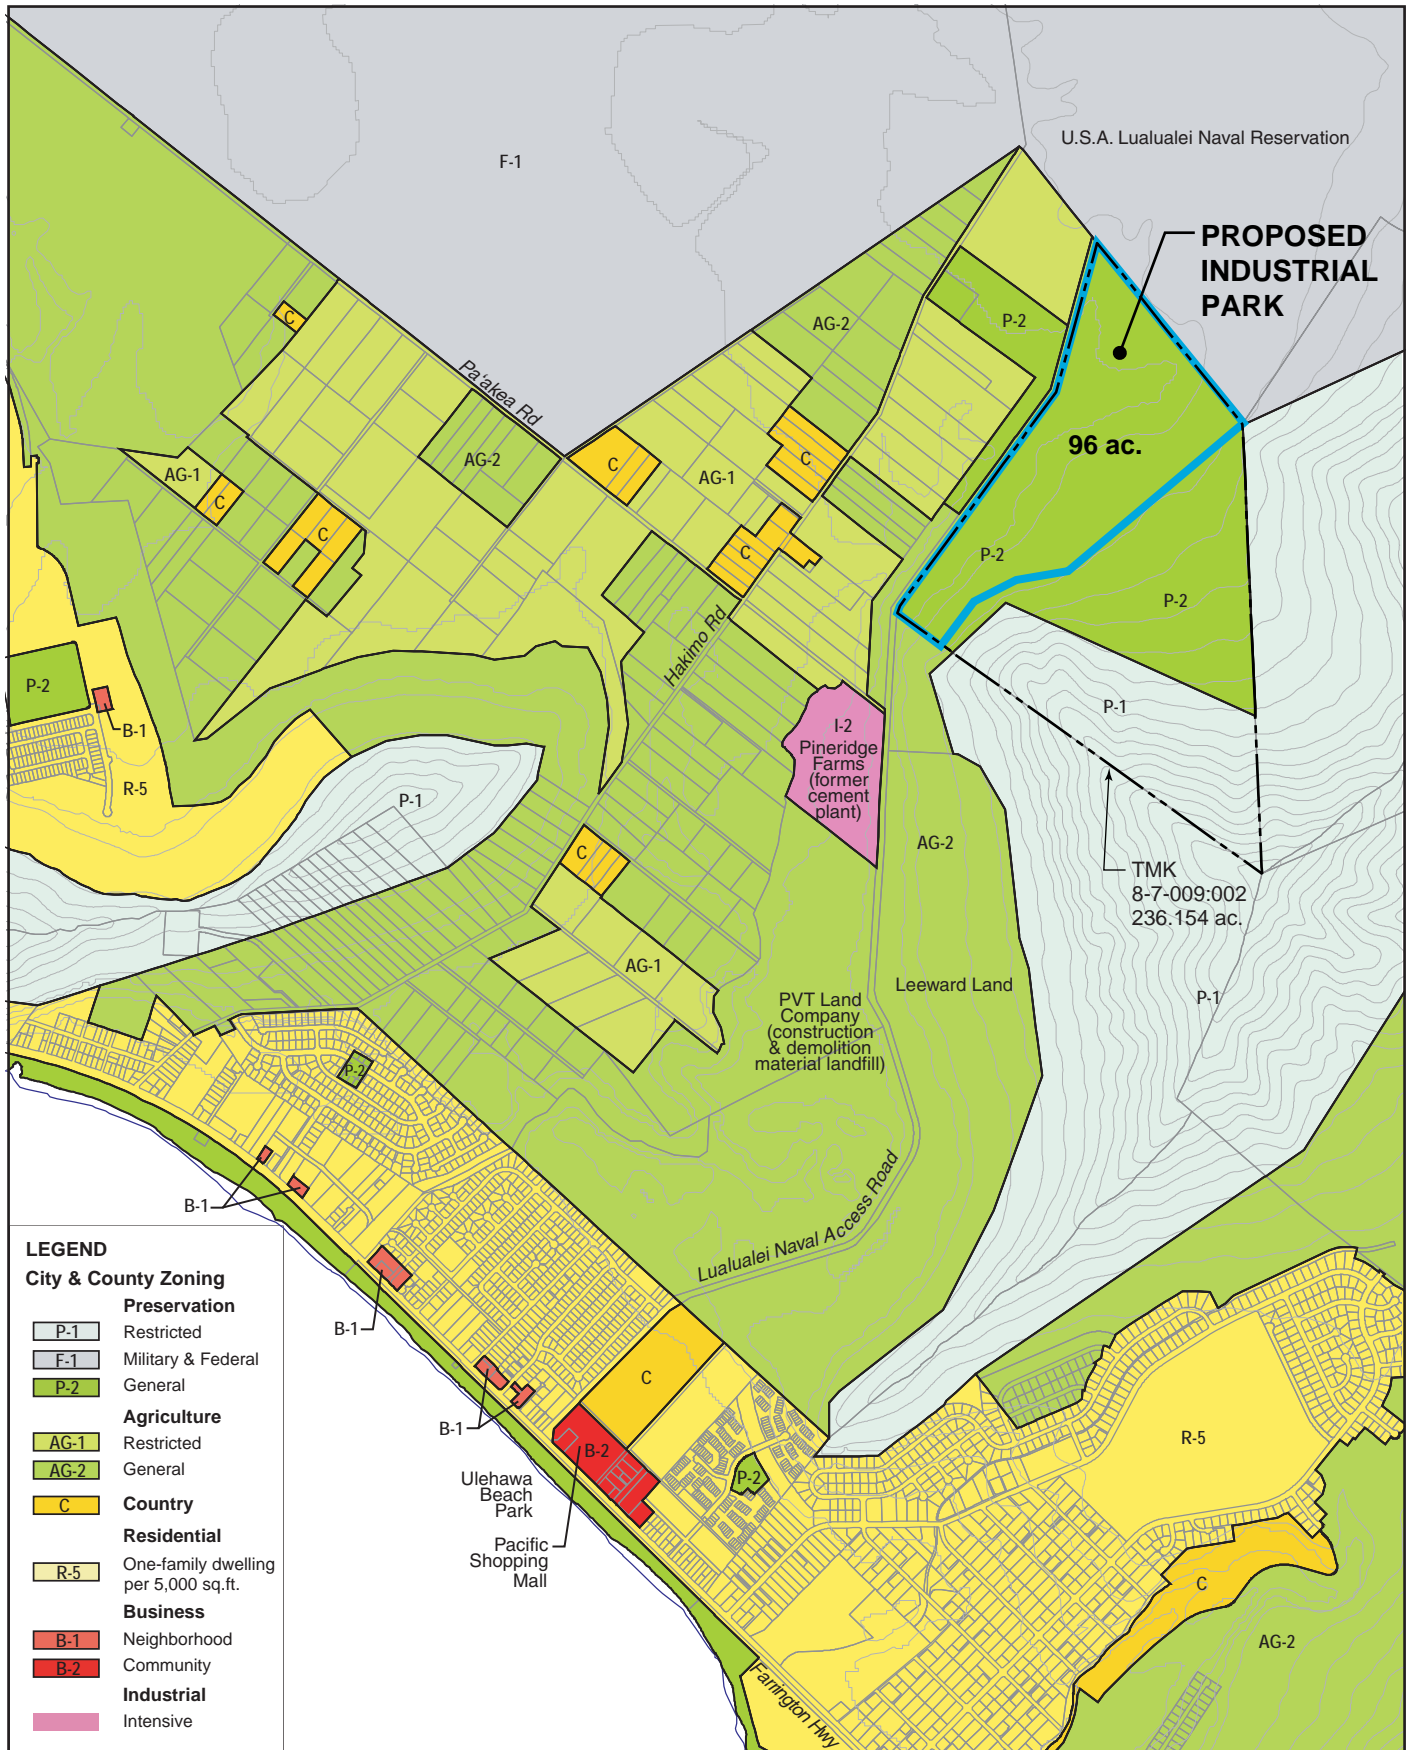 U.S.A. Lualualei Naval Reservation
F-1
PROPOSED
INDUSTRIAL
PARK
C
AG-2
P-2
Pa'akea Rd
96 ac.
AG-1
C
AG-2
C
AG-1
C
C
C
P-2
C
P-2
Hakimo Rd
P-2
B-1
R-5
P-1
I-2
Pineridge
Farms
(former
cement
plant)
P-1
AG-2
C
TMK
8-7-009:002
236.154 ac.
AG-1
Leeward Land
P-1
PVT Land
Company
(construction
& demolition
material landfill)
P-2
Lualualei Naval Access Road
B-1
B-1
B-1
C
B-2
P-2
R-5
Ulehawa
Beach
Park
Pacific
Shopping
Mall
C
AG-2
Farrington Hwy
LEGEND
City & County Zoning
Preservation
P-1 Restricted
F-1 Military & Federal
P-2 General
Agriculture
AG-1 Restricted
AG-2 General
C Country
Residential
R-5 One-family dwelling
per 5,000 sq.ft.
Business
B-1 Neighborhood
B-2 Community
Industrial
Intensive